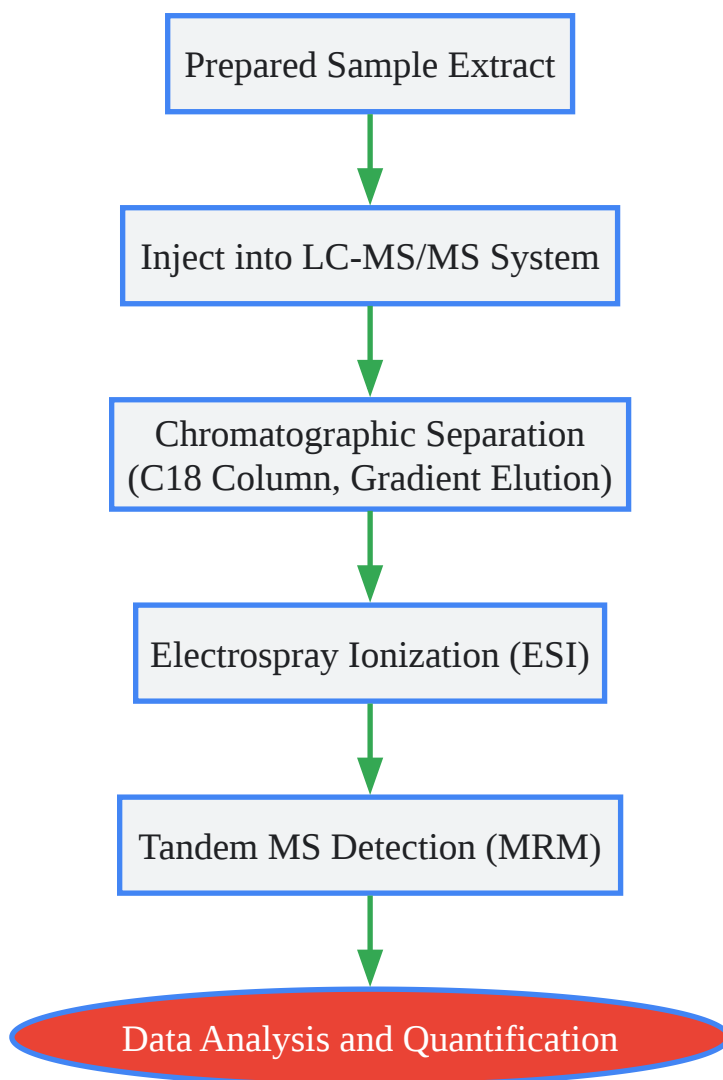 Prepared Sample Extract
Inject into LC-MS/MS System
Chromatographic Separation
(C18 Column, Gradient Elution)
Electrospray Ionization (ESI)
Tandem MS Detection (MRM)
Data Analysis and Quantification